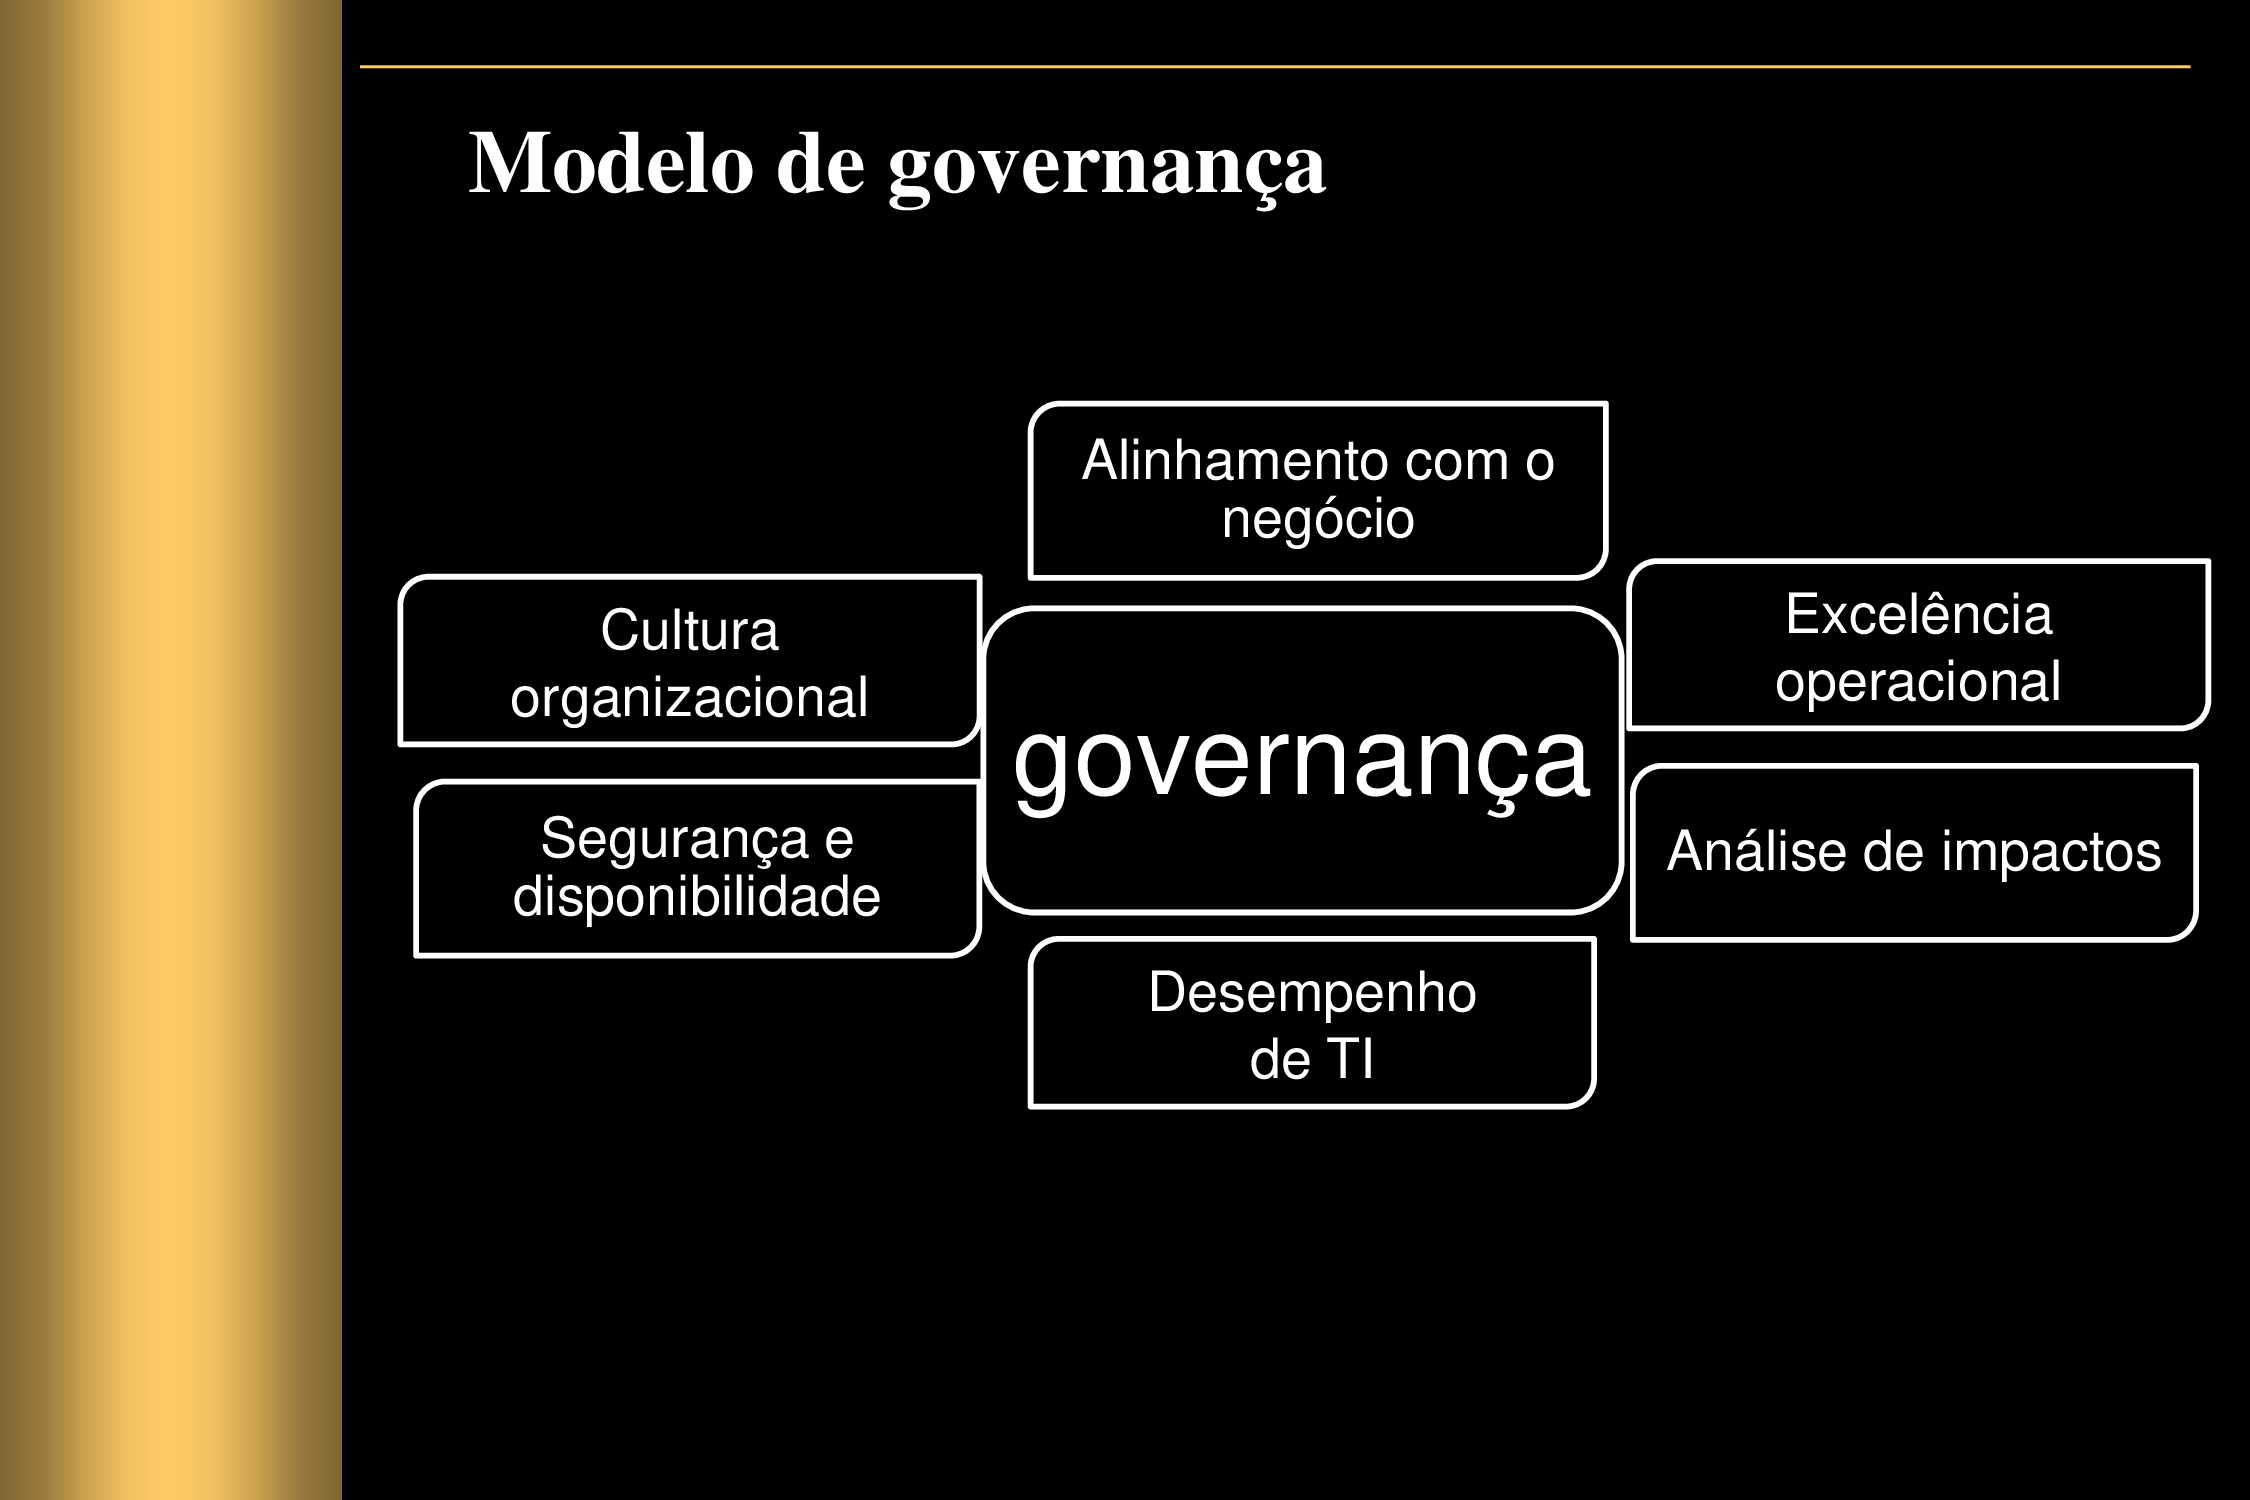 Modelo de governança
Alinhamento com o
negócio
Cultura
organizacional
Excelência
operacional
governança
Segurança e
disponibilidade
Análise de impactos
Desempenho
de TI